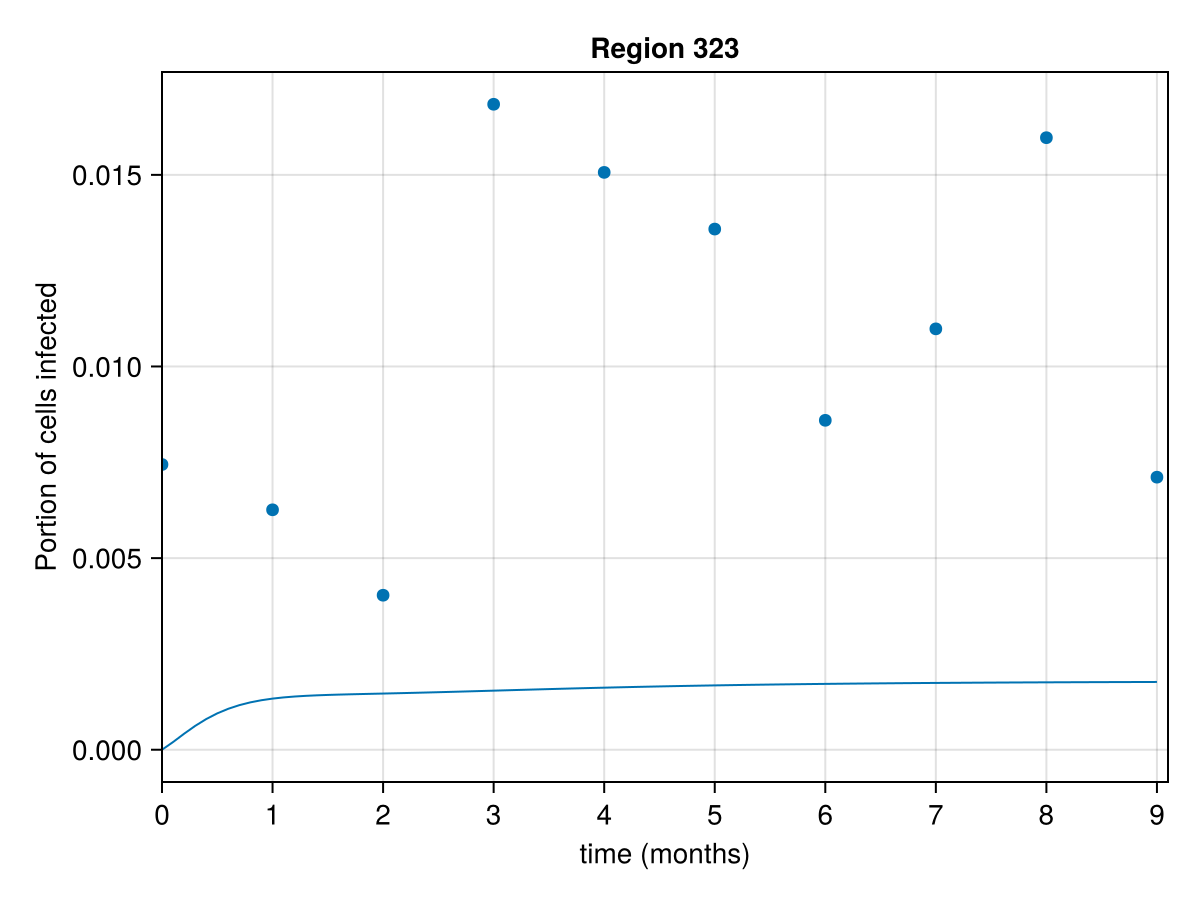 Region 323
Portion of cells infected
0.015
0.010
0.005
0.000
0 1 2 3 4 5 6 7 8 9
time (months)